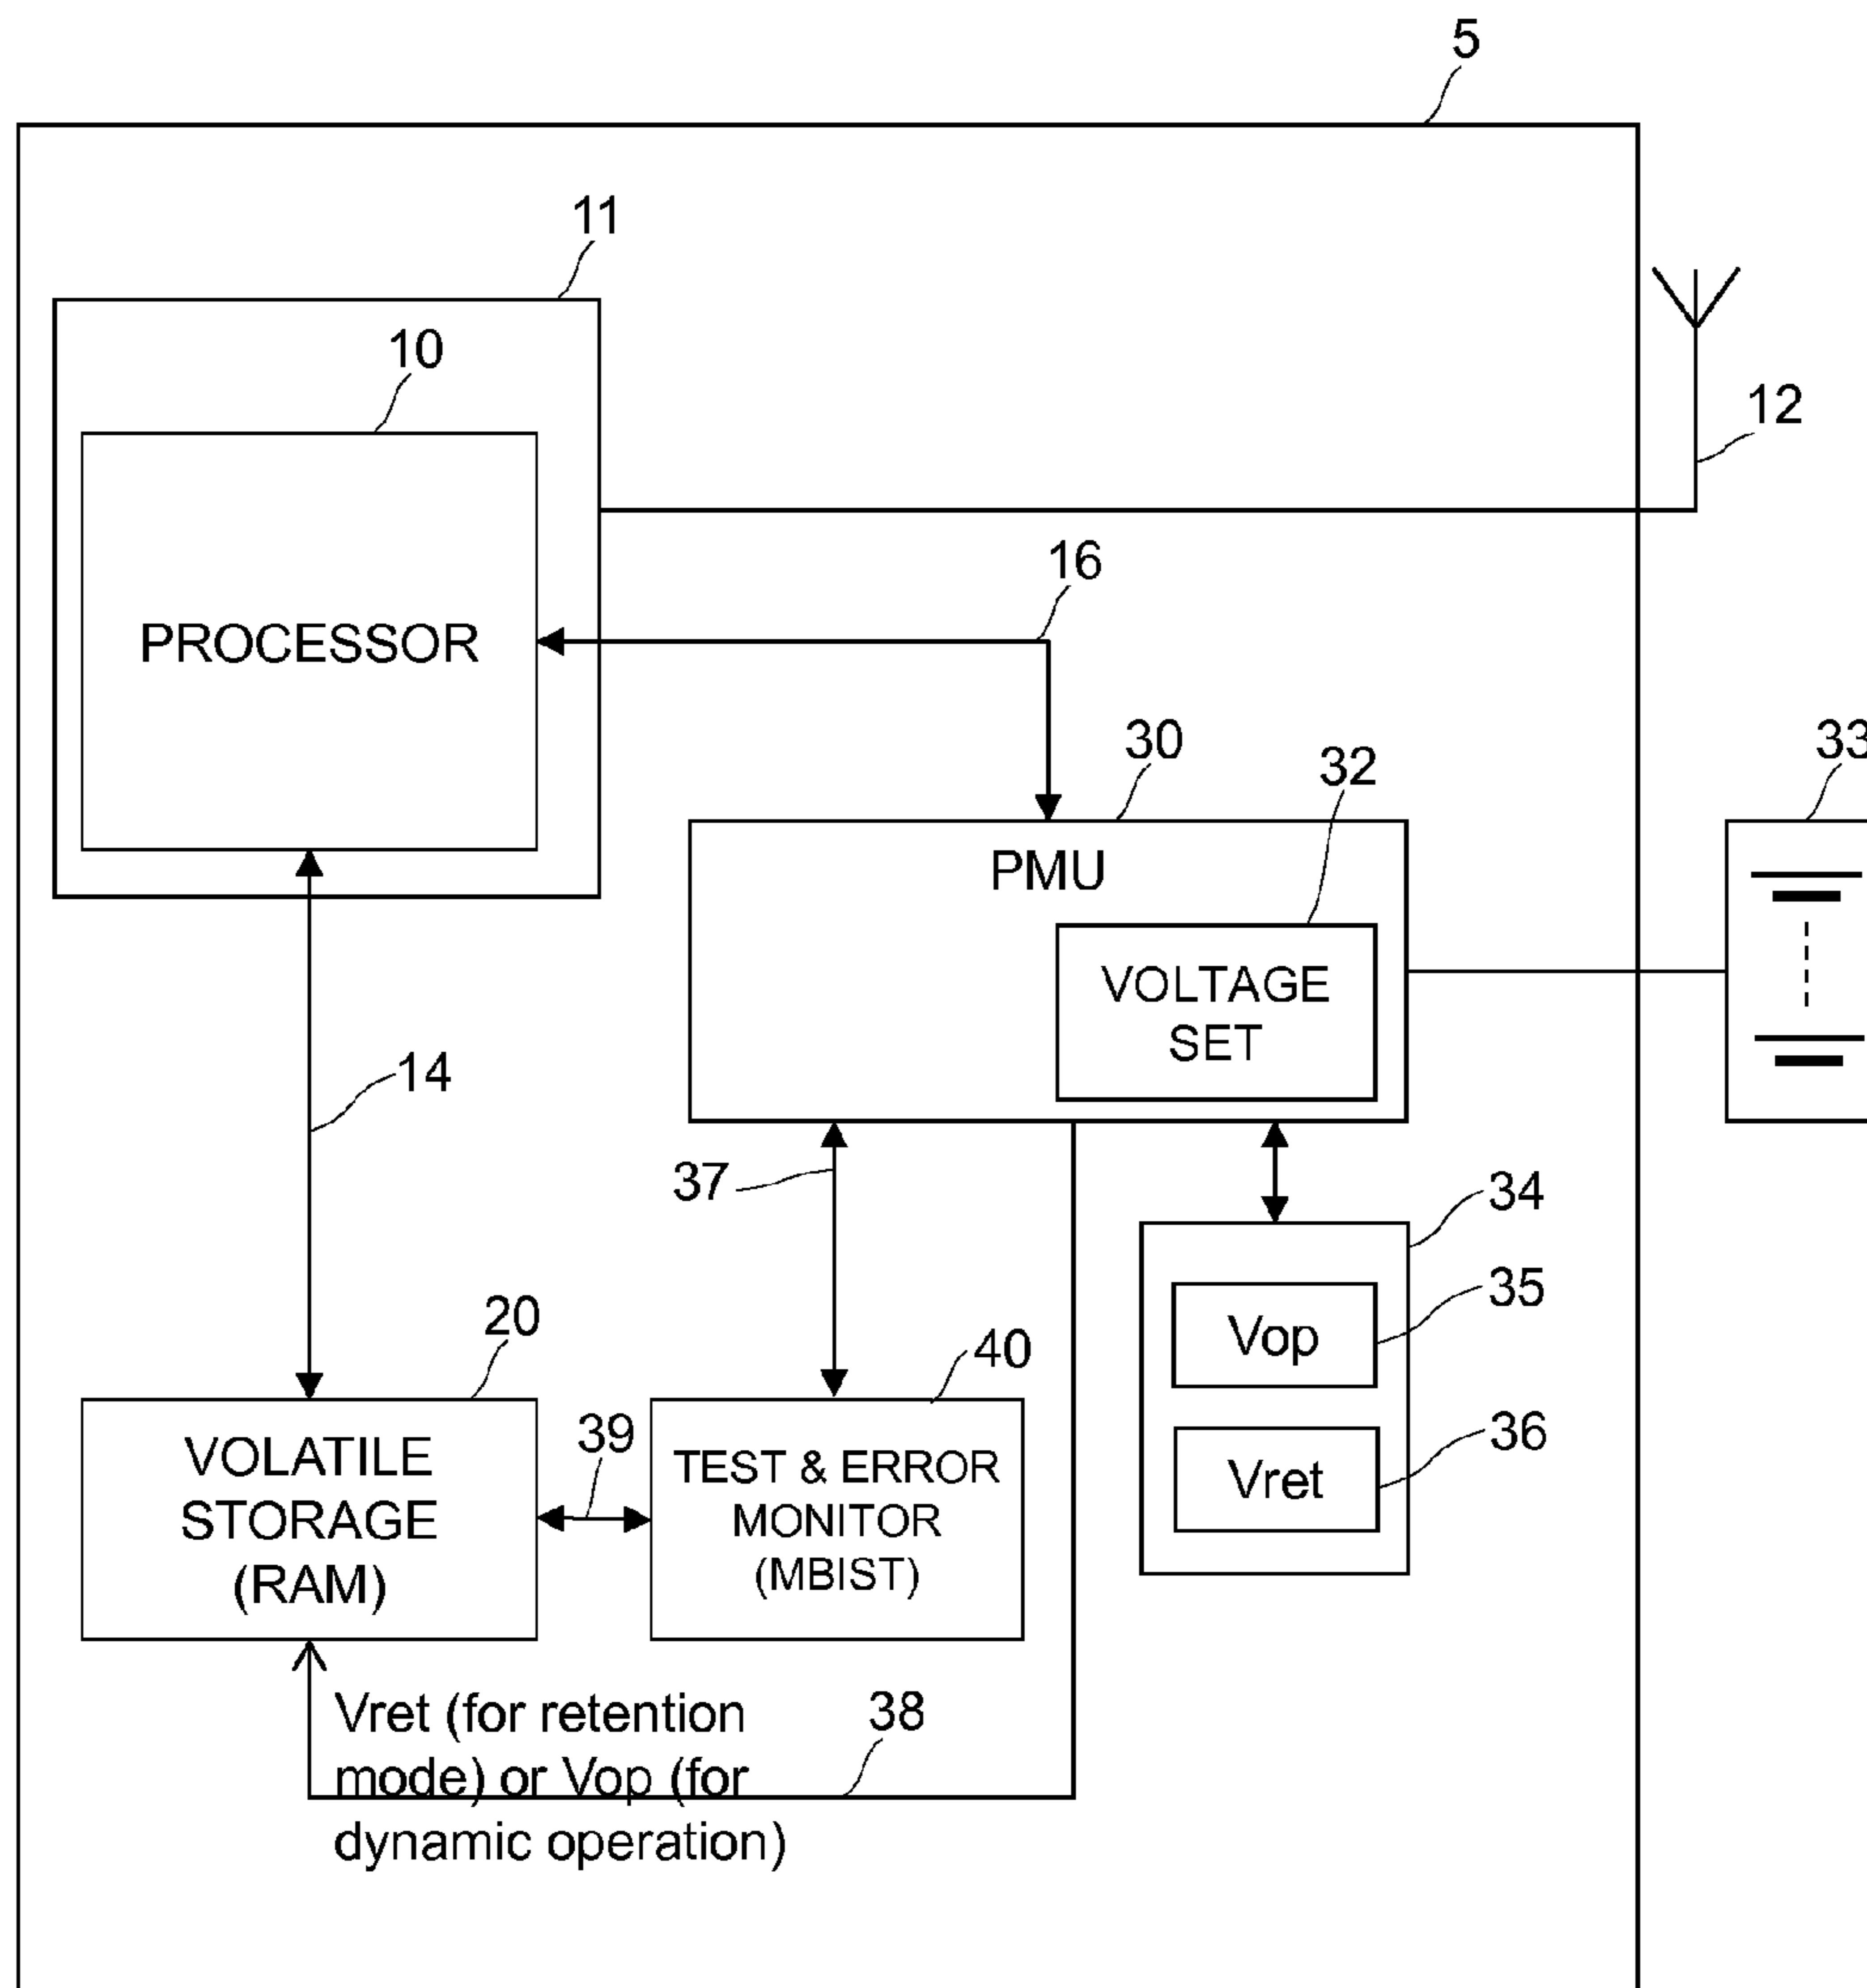 5
11
10
12
PROCESSOR
16
30
32
33
PMU
VOLTAGE
SET
14
37
34
35
Vop
20
40
36
39
Vret
VOLATILE
STORAGE
(RAM)
TEST & ERROR
MONITOR
(MBIST)
38
Vret (for retention
mode) or Vop (for
dynamic operation)